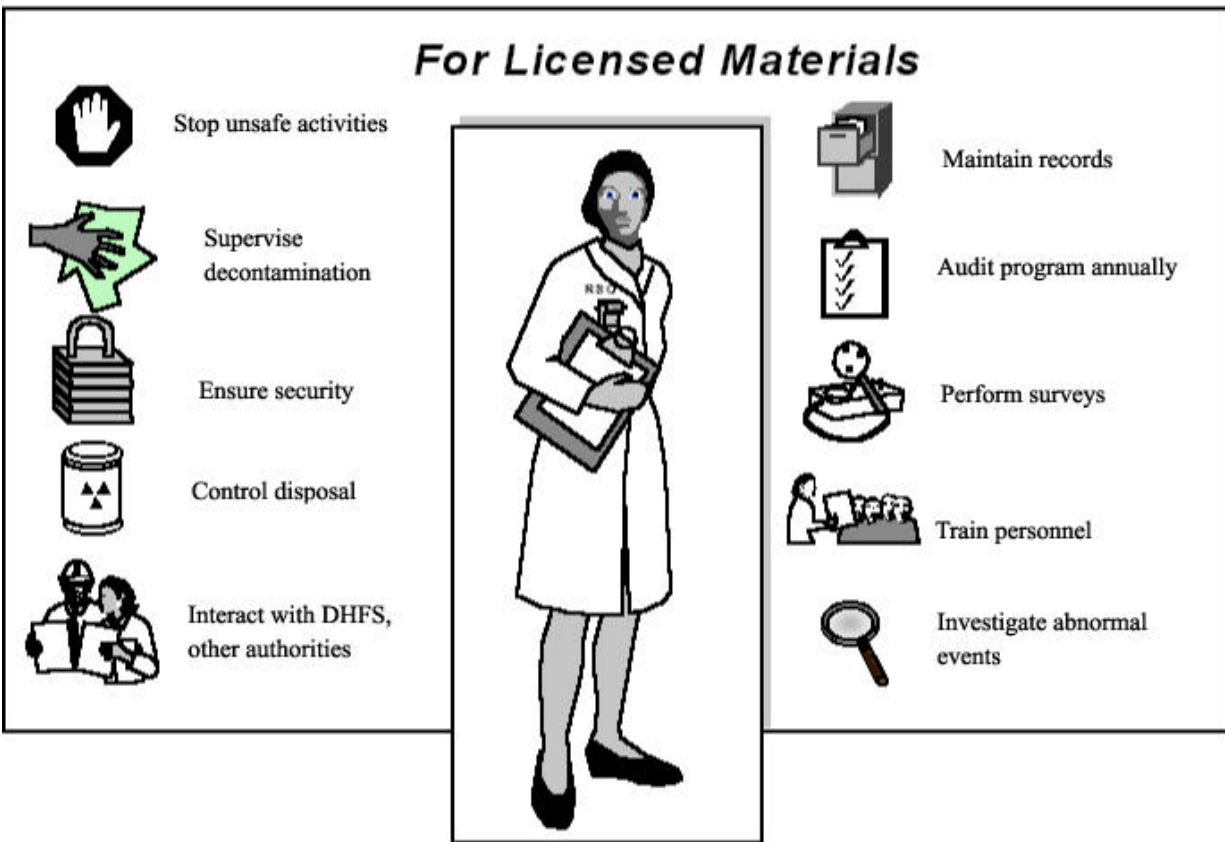 For Licensed Materials
Stop unsafe activities
Supervise
decontamination
Ensure security
Control disposal
Interact with DHFS,
other authorities
RSO
Maintain records
Audit program annually
Perform surveys
Train personnel
Investigate abnormal
events